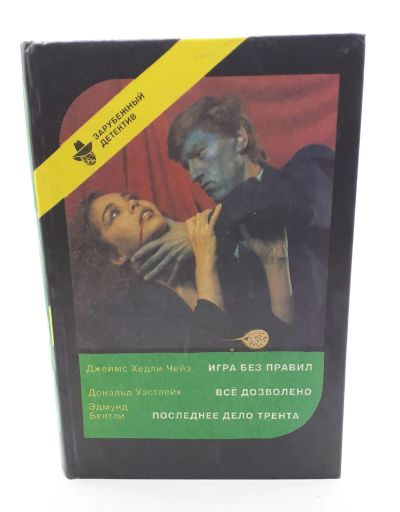 ЗАРУБЕЖНЫЙ
ДЕТЕКТИВ
Джеймс Хедли Чейз ИГРА БЕЗ ПРАВИЛ
Дональд Уэстлейк ВСЁ ДОЗВОЛЕНО
Эдмунд
Бентли ПОСЛЕДНЕЕ ДЕЛО ТРЕНТА